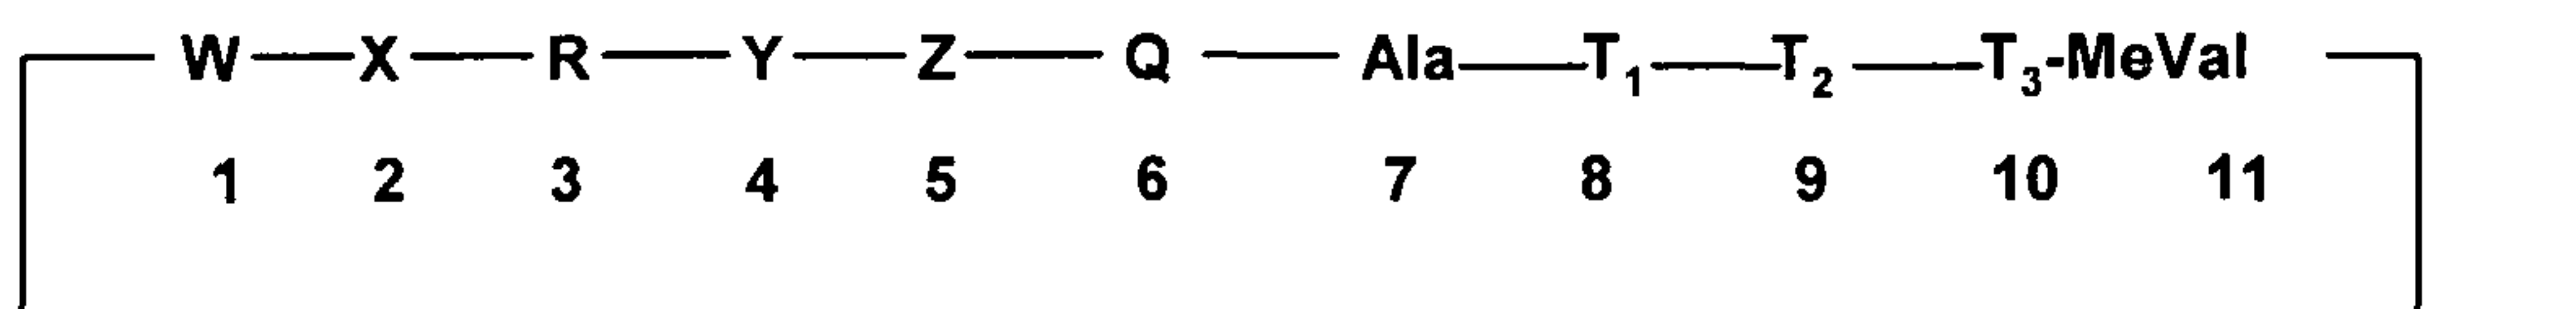 W X R Y Z Q Ala T₁ T₂ T₃-MeVal
1 2 3 4 5 6 7 8 9 10 11